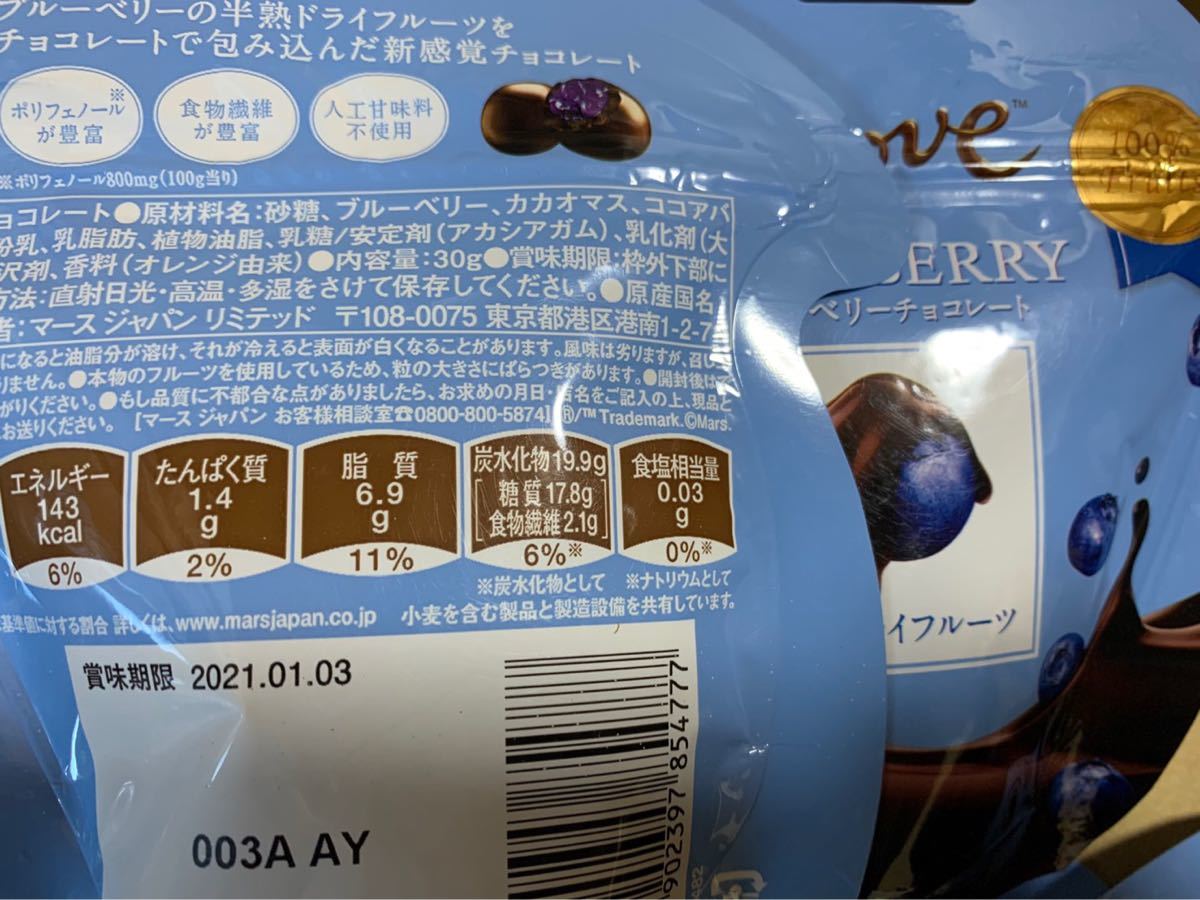 ブルーベリーの半熟ドライフルーツを
チョコレートで包み込んだ新感覚チョコレート
ポリフェノール※
が豊富
食物繊維
が豊富
人工甘味料
不使用
※ポリフェノール800mg(100g当り)
ョコレート●原材料名:砂糖、ブルーベリー、カカオマス、ココアバ
粉乳、乳脂肪、植物油脂、乳糖/安定剤(アカシアガム)、乳化剤(大
沢剤、香料(オレンジ由来)●内容量:30g●賞味期限:枠外下部に
方法:直射日光・高温・多湿をさけて保存してください。●原産国名
者:マース ジャパン リミテッド 〒108-0075 東京都港区港南1-2-7
になると油脂分が溶け、それが冷えると表面が白くなることがあります。風味は劣りますが、召し
りません。●本物のフルーツを使用しているため、粒の大きさにばらつきがあります。●開封後は
がりください。●もし品質に不都合な点がありましたら、お求めの月日・店名をご記入の上、現品と
お送りください。 [マース ジャパン お客様相談室☎0800-800-5874] ®/™ Trademark.©Mars.
エネルギー
143
kcal
6%
たんぱく質
1.4
g
2%
脂質
6.9
g
11%
炭水化物19.9g
[糖質17.8g
食物繊維2.1g]
6%※
食塩相当量
0.03
g
0%※
※炭水化物として ※ナトリウムとして
基準値に対する割合 詳しくは、www.marsjapan.co.jp 小麦を含む製品と製造設備を共有しています。
賞味期限 2021.01.03
003A AY
902397 854777
482
ve™
100%
BERRY
ベリーチョコレート
イフルーツ